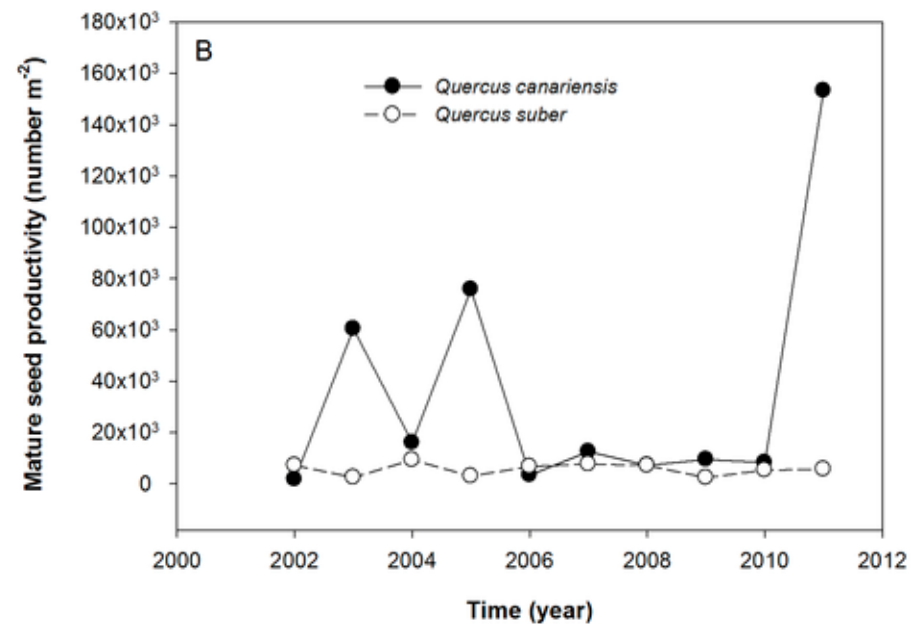 B
Quercus canariensis
Quercus suber
Mature seed productivity (number m⁻²)
180x10³
160x10³
140x10³
120x10³
100x10³
80x10³
60x10³
40x10³
20x10³
0
2000 2002 2004 2006 2008 2010 2012
Time (year)